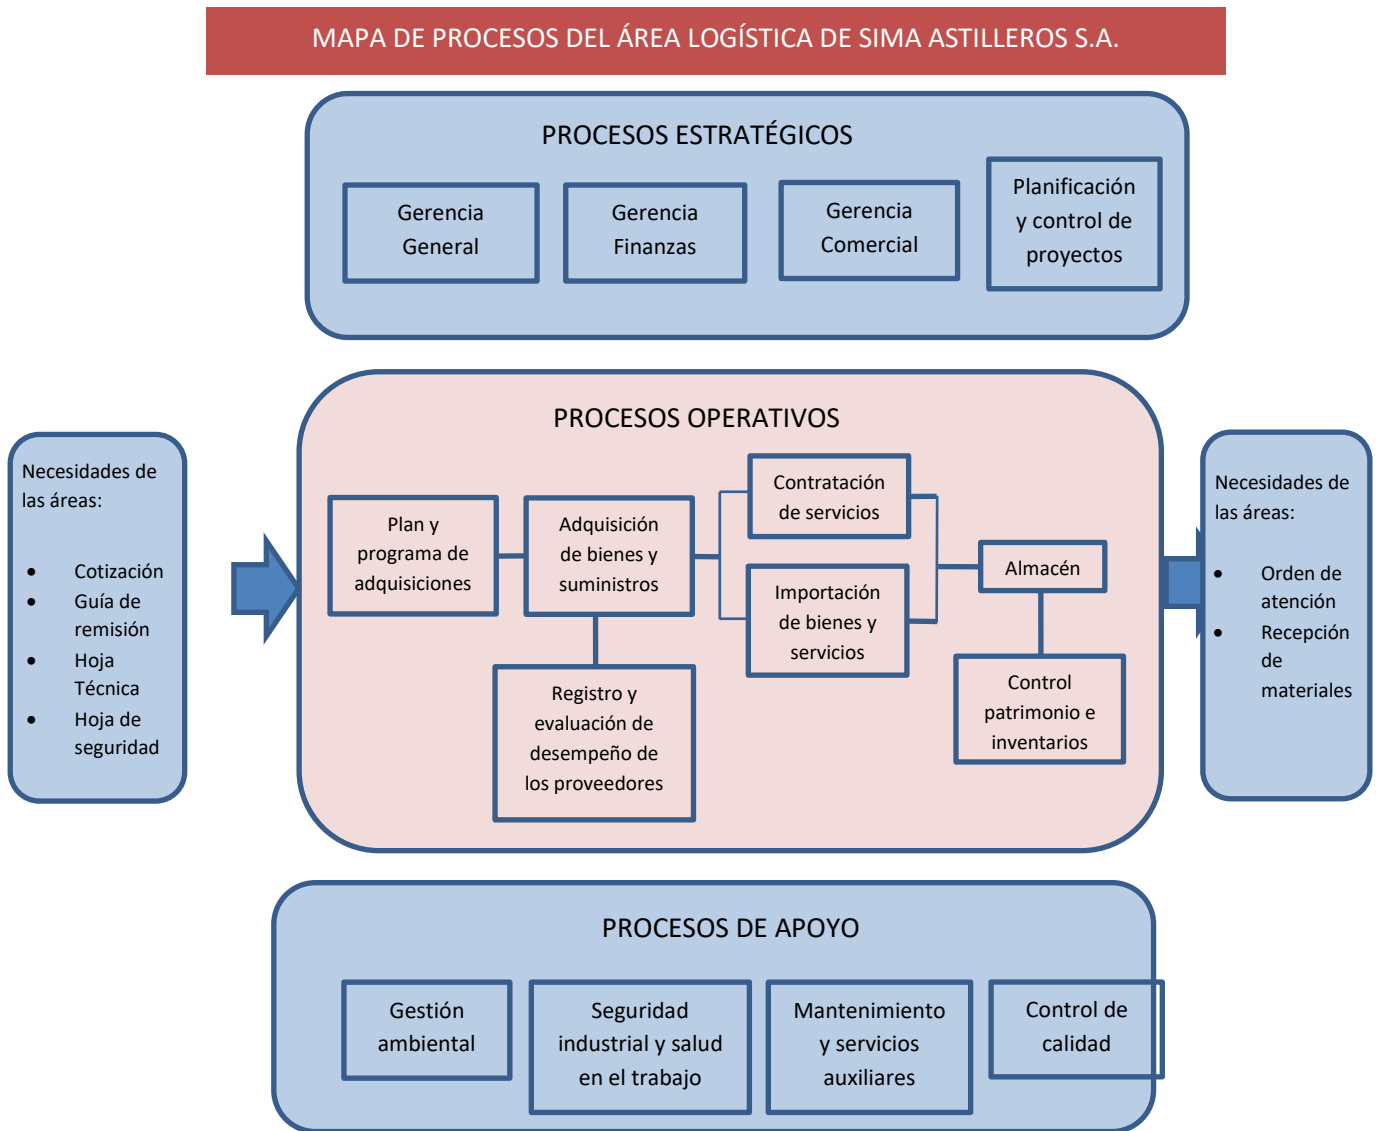 MAPA DE PROCESOS DEL ÁREA LOGÍSTICA DE SIMA ASTILLEROS S.A.
PROCESOS ESTRATÉGICOS
Gerencia
General
Gerencia
Finanzas
Gerencia
Comercial
Planificación
y control de
proyectos
Necesidades de
las áreas:
• Cotización
• Guía de
remisión
• Hoja
Técnica
• Hoja de
seguridad
PROCESOS OPERATIVOS
Plan y
programa de
adquisiciones
Adquisición
de bienes y
suministros
Registro y
evaluación de
desempeño de
los proveedores
Contratación
de servicios
Importación
de bienes y
servicios
Almacén
Control
patrimonio e
inventarios
Necesidades de
las áreas:
• Orden de
atención
• Recepción
de
materiales
PROCESOS DE APOYO
Gestión
ambiental
Seguridad
industrial y salud
en el trabajo
Mantenimiento
y servicios
auxiliares
Control de
calidad